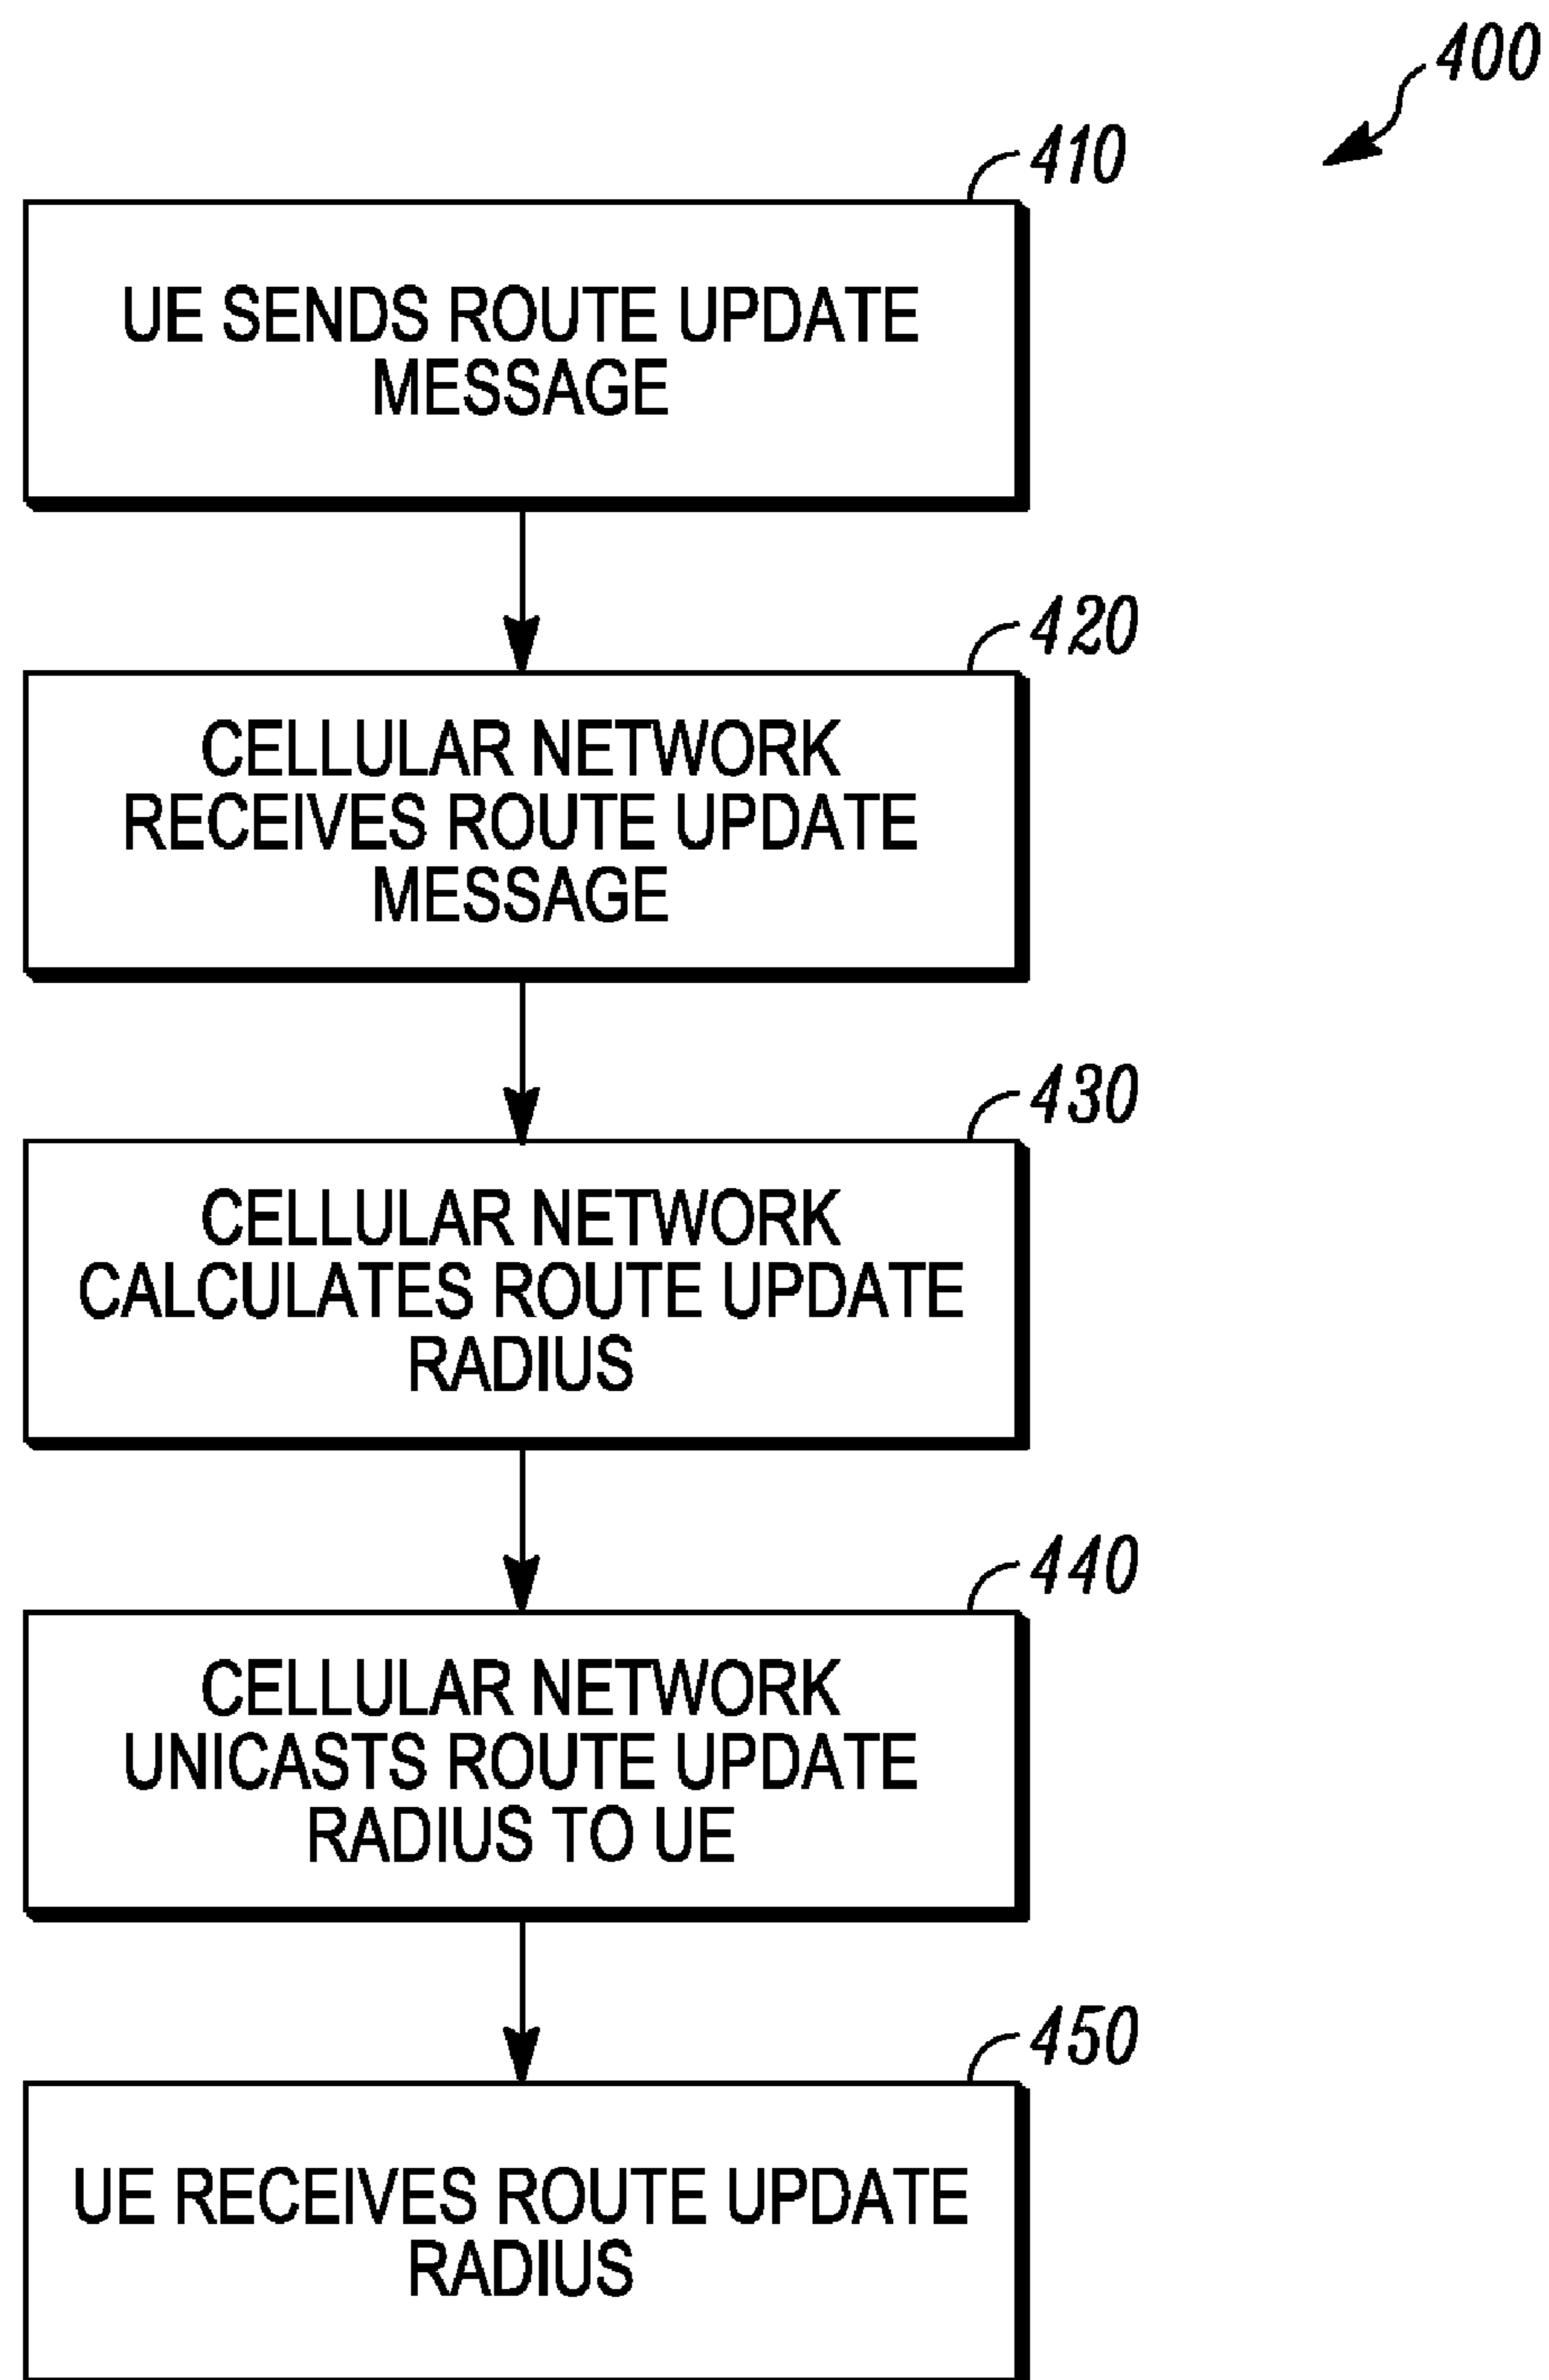 400
410
UE SENDS ROUTE UPDATE
MESSAGE
420
CELLULAR NETWORK
RECEIVES ROUTE UPDATE
MESSAGE
430
CELLULAR NETWORK
CALCULATES ROUTE UPDATE
RADIUS
440
CELLULAR NETWORK
UNICASTS ROUTE UPDATE
RADIUS TO UE
450
UE RECEIVES ROUTE UPDATE
RADIUS